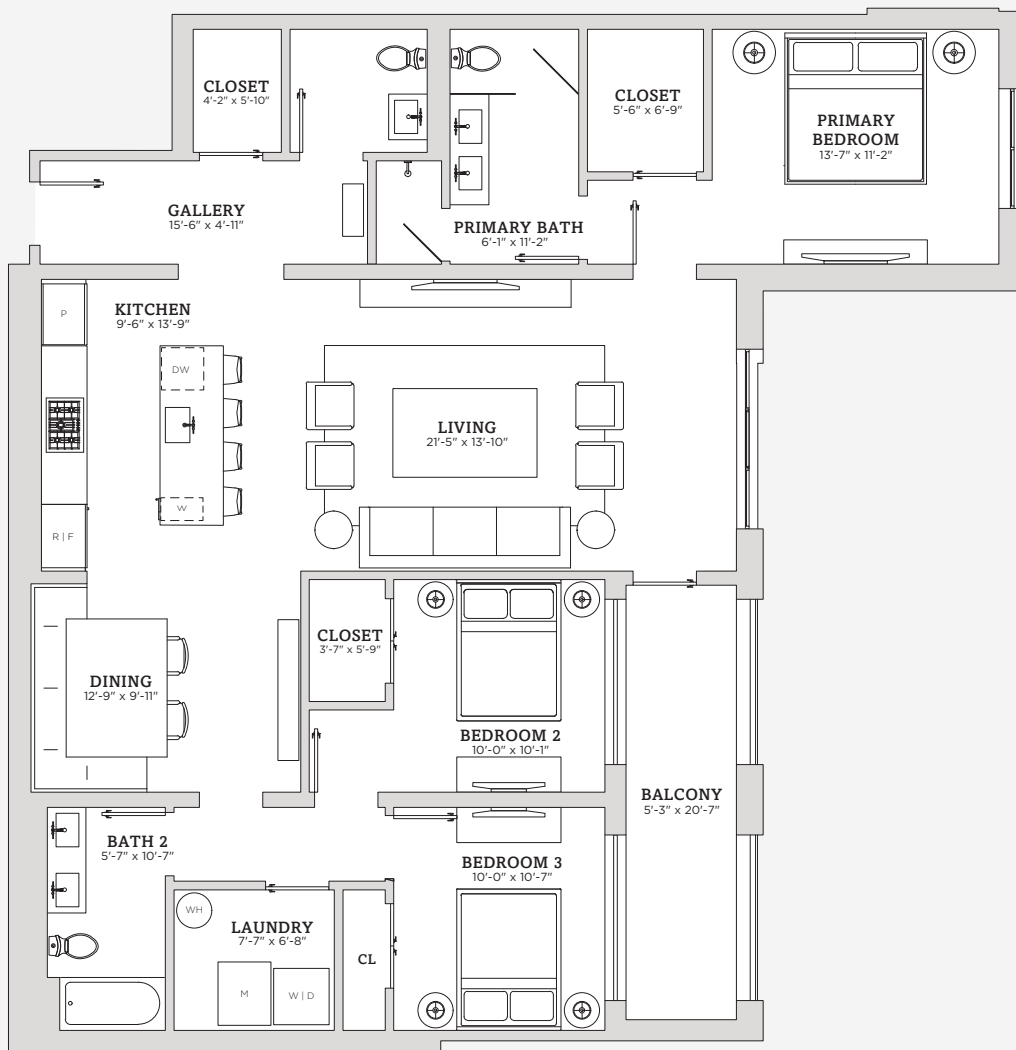 CLOSET
4'-2" x 5'-10"
CLOSET
5'-6" x 6'-9"
PRIMARY
BEDROOM
13'-7" x 11'-2"
GALLERY
15'-6" x 4'-11"
PRIMARY BATH
6'-1" x 11'-2"
P
KITCHEN
9'-6" x 13'-9"
DW
LIVING
21'-5" x 13'-10"
W
R | F
CLOSET
3'-7" x 5'-9"
DINING
12'-9" x 9'-11"
BEDROOM 2
10'-0" x 10'-1"
BALCONY
5'-3" x 20'-7"
BATH 2
5'-7" x 10'-7"
BEDROOM 3
10'-0" x 10'-7"
WH
LAUNDRY
7'-7" x 6'-8"
CL
M
W | D